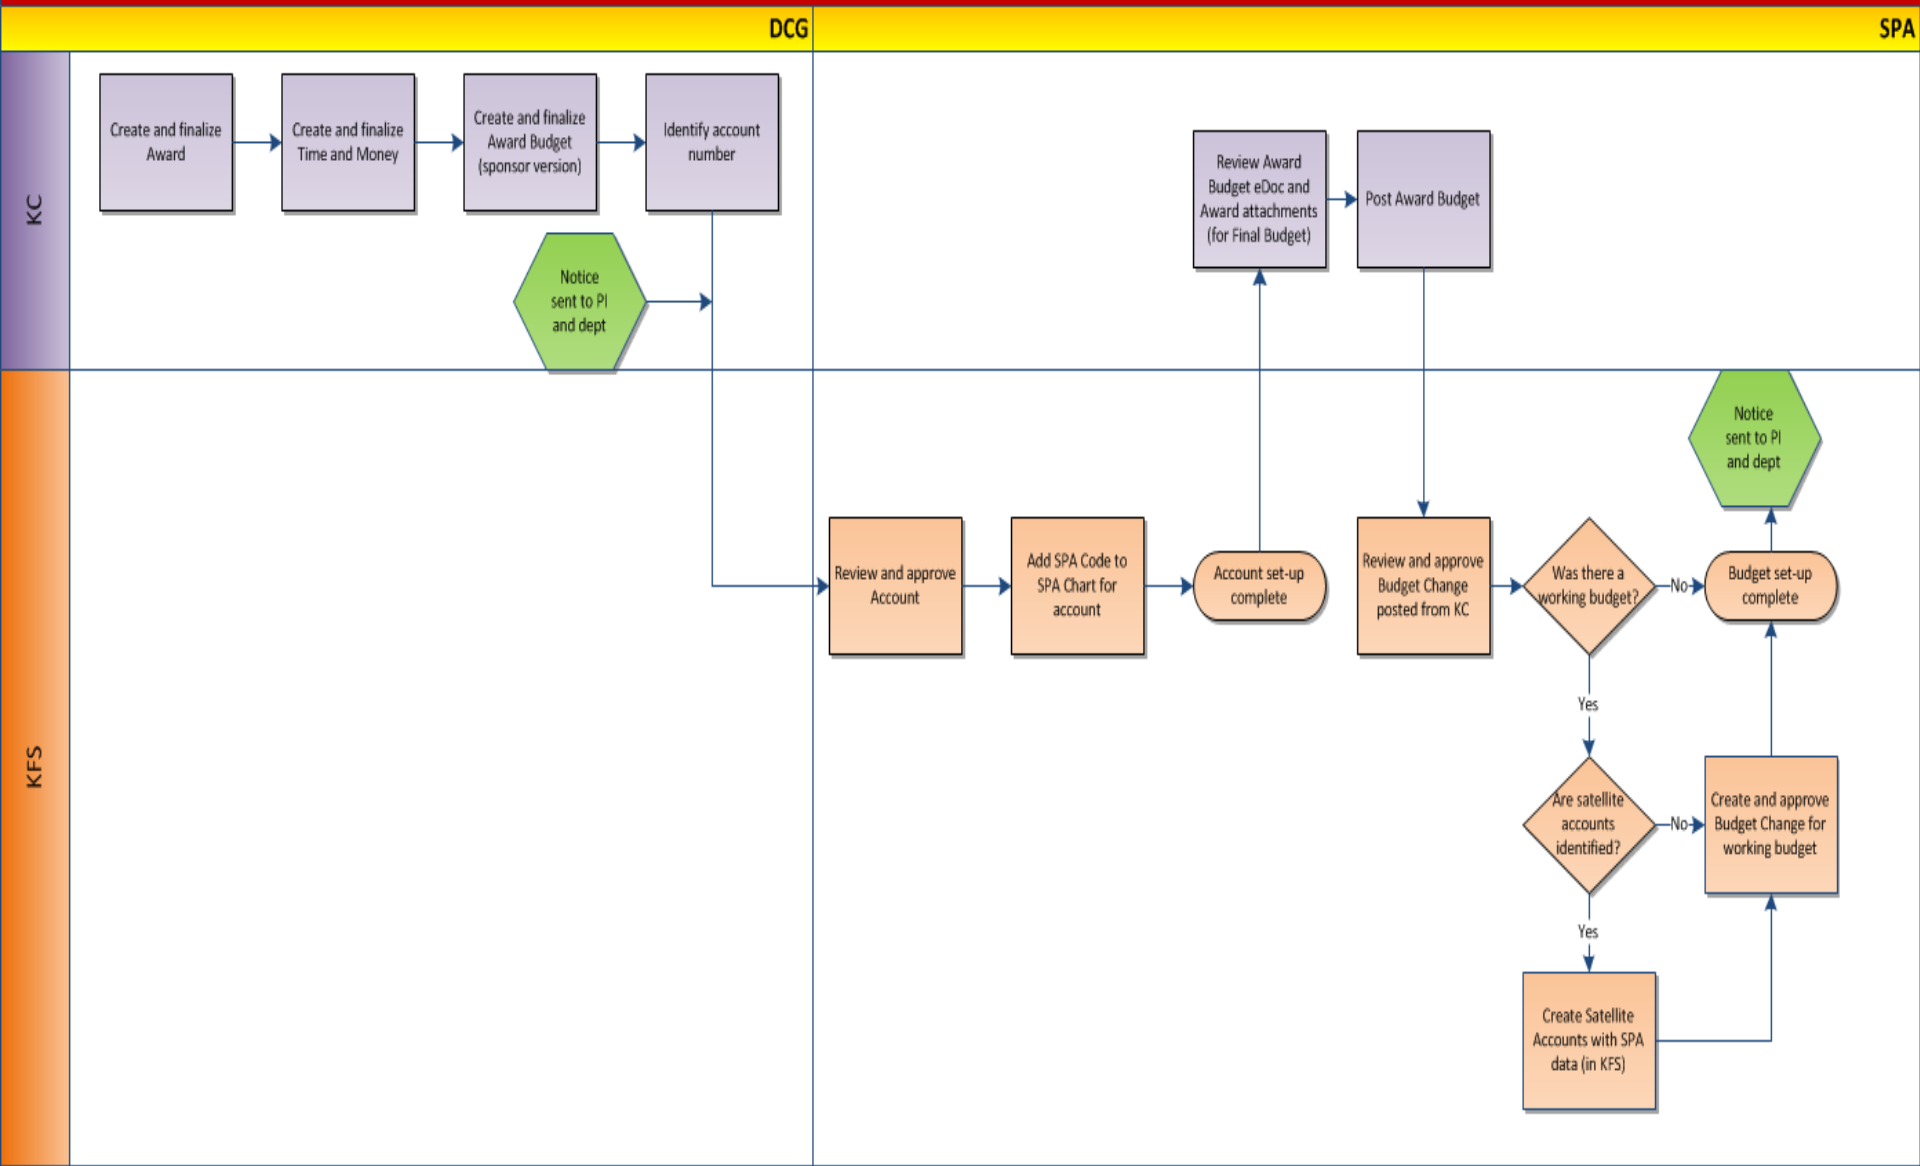 DCG
SPA
KC
Create and finalize
Award
Create and finalize
Time and Money
Create and finalize
Award Budget
(sponsor version)
Identify account
number
Notice
sent to PI
and dept
Review Award
Budget eDoc and
Award attachments
(for Final Budget)
Post Award Budget
KFS
Review and approve
Account
Add SPA Code to
SPA Chart for
account
Account set-up
complete
Review and approve
Budget Change
posted from KC
Was there a
working budget?
No
Budget set-up
complete
Notice
sent to PI
and dept
Yes
Are satellite
accounts
identified?
No
Create and approve
Budget Change for
working budget
Yes
Create Satellite
Accounts with SPA
data (in KFS)